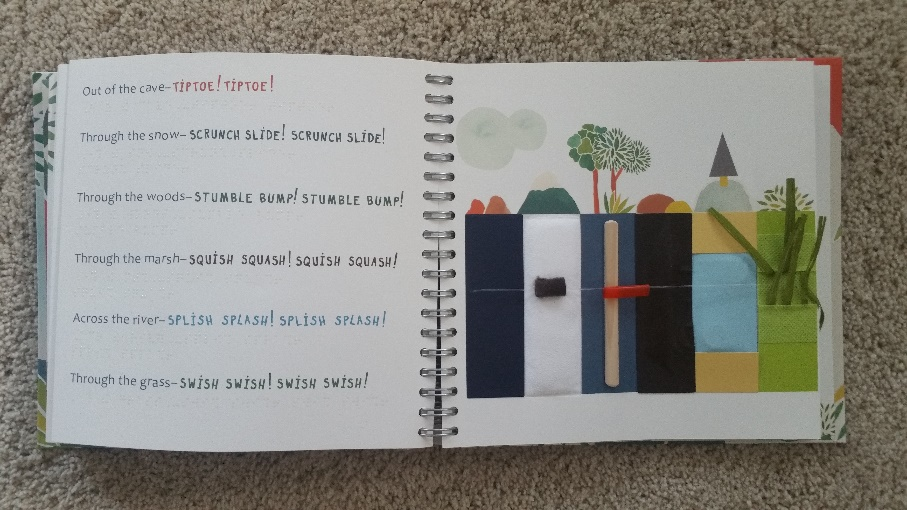 Out of the cave–TIPTOE! TIPTOE!
Through the snow–SCRUNCH SLIDE! SCRUNCH SLIDE!
Through the woods–STUMBLE BUMP! STUMBLE BUMP!
Through the marsh–SQUISH SQUASH! SQUISH SQUASH!
Across the river–SPLISH SPLASH! SPLISH SPLASH!
Through the grass–SWISH SWISH! SWISH SWISH!